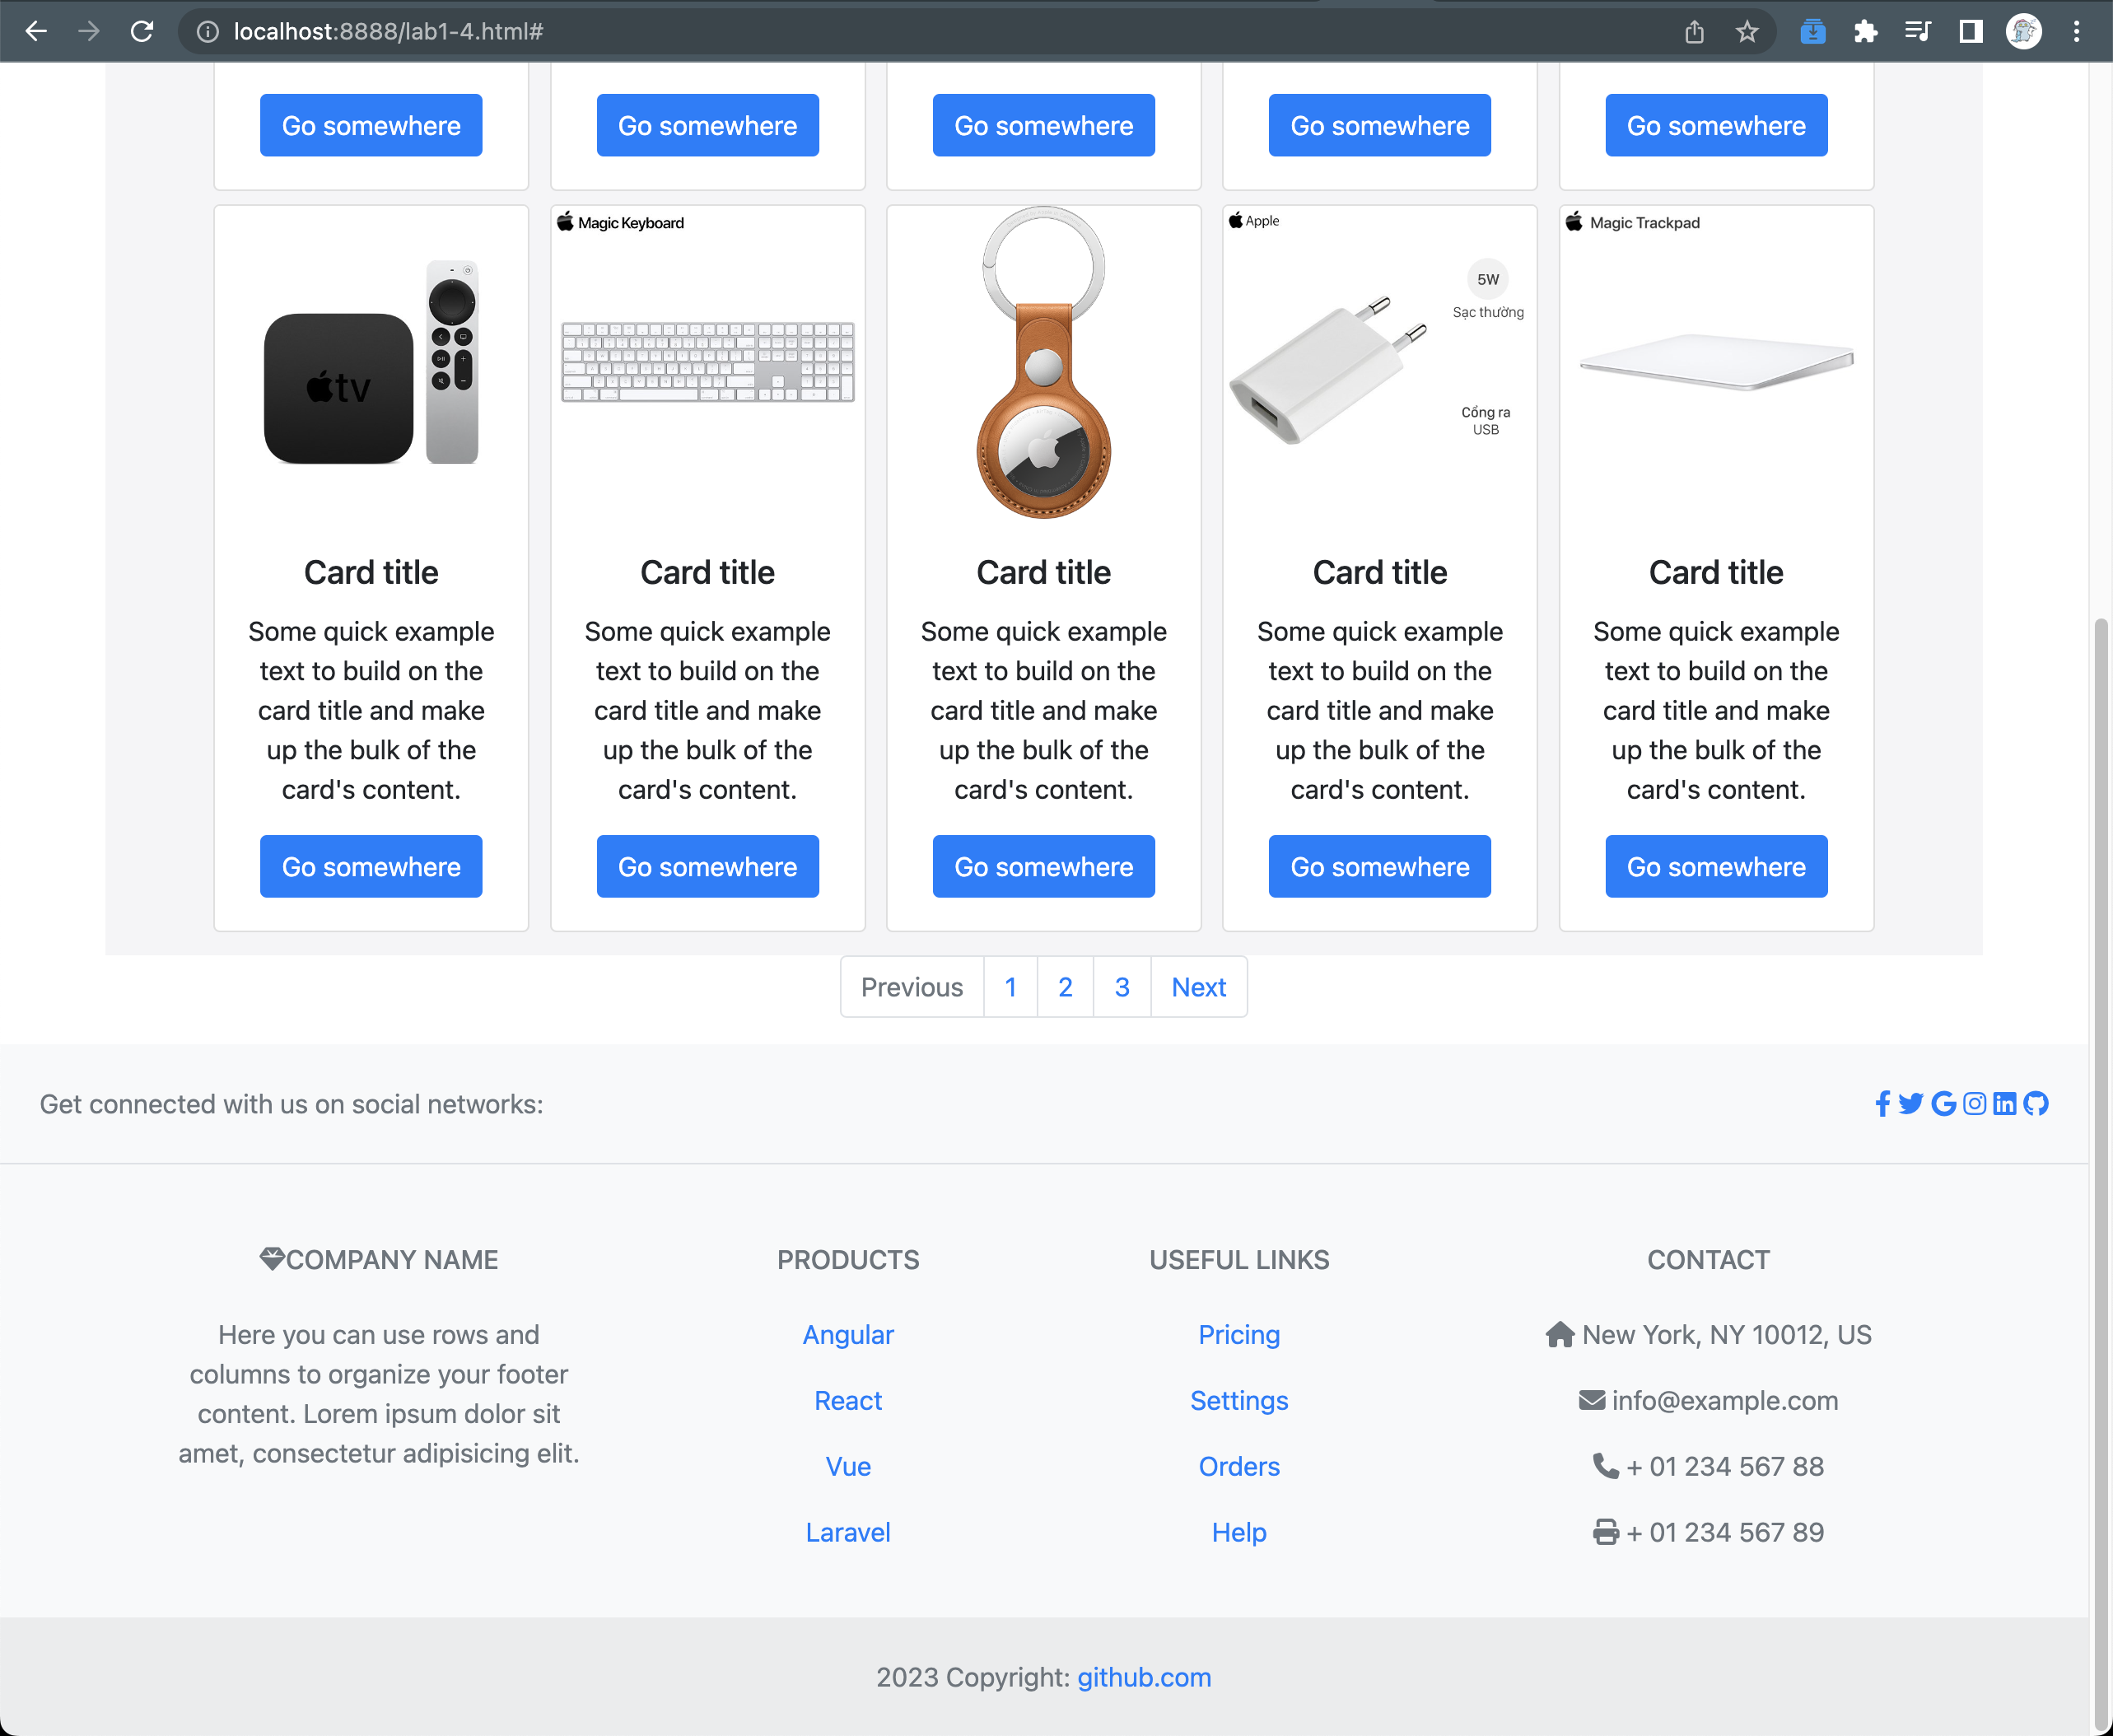 localhost:8888/lab1-4.html#
Go somewhere
Go somewhere
Go somewhere
Go somewhere
Go somewhere
tv
Magic Keyboard
Apple
5W
Sạc thường
Cổng ra
USB
Magic Trackpad
Card title
Some quick example
text to build on the
card title and make
up the bulk of the
card's content.
Go somewhere
Card title
Some quick example
text to build on the
card title and make
up the bulk of the
card's content.
Go somewhere
Card title
Some quick example
text to build on the
card title and make
up the bulk of the
card's content.
Go somewhere
Card title
Some quick example
text to build on the
card title and make
up the bulk of the
card's content.
Go somewhere
Card title
Some quick example
text to build on the
card title and make
up the bulk of the
card's content.
Go somewhere
Previous 1 2 3 Next
Get connected with us on social networks:
COMPANY NAME
Here you can use rows and
columns to organize your footer
content. Lorem ipsum dolor sit
amet, consectetur adipisicing elit.
PRODUCTS
Angular
React
Vue
Laravel
USEFUL LINKS
Pricing
Settings
Orders
Help
CONTACT
New York, NY 10012, US
info@example.com
+ 01 234 567 88
+ 01 234 567 89
2023 Copyright: github.com